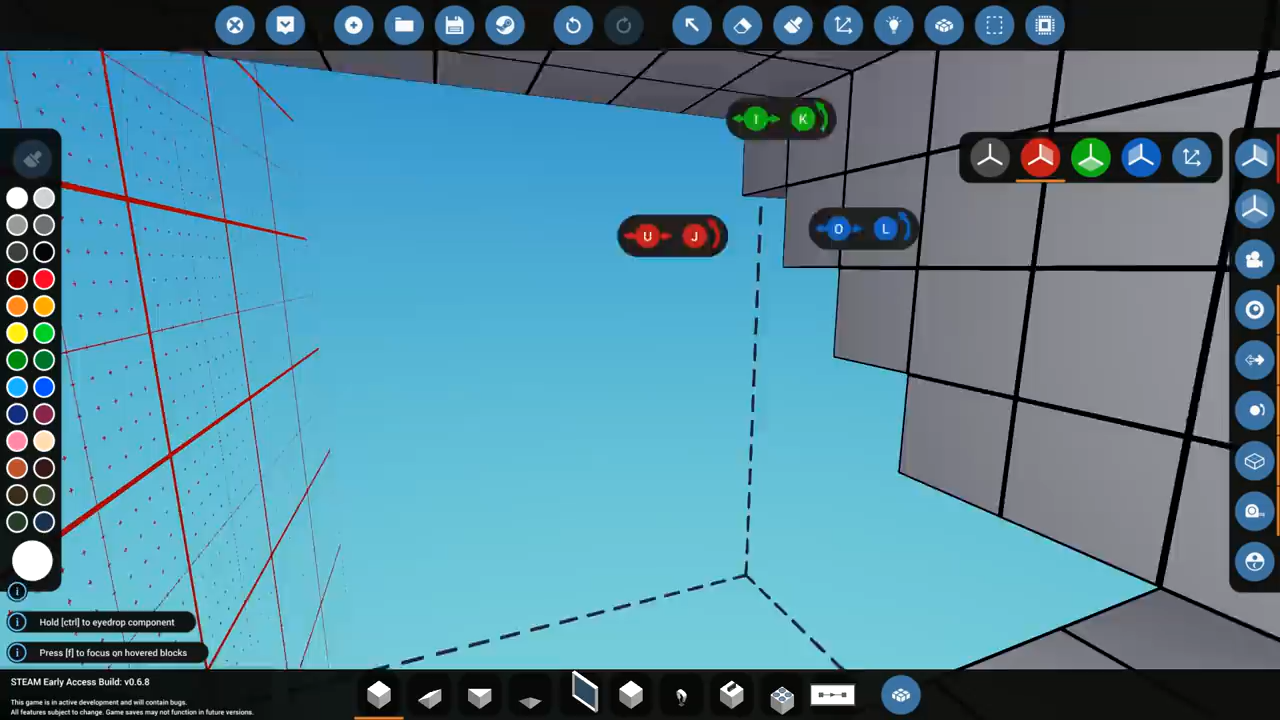 I K
U J
O L
Hold [ctrl] to eyedrop component
Press [f] to focus on hovered blocks
STEAM Early Access Build: v0.6.8
This game is in active development and will contain bugs.
All features subject to change. Game saves may not function in future versions.